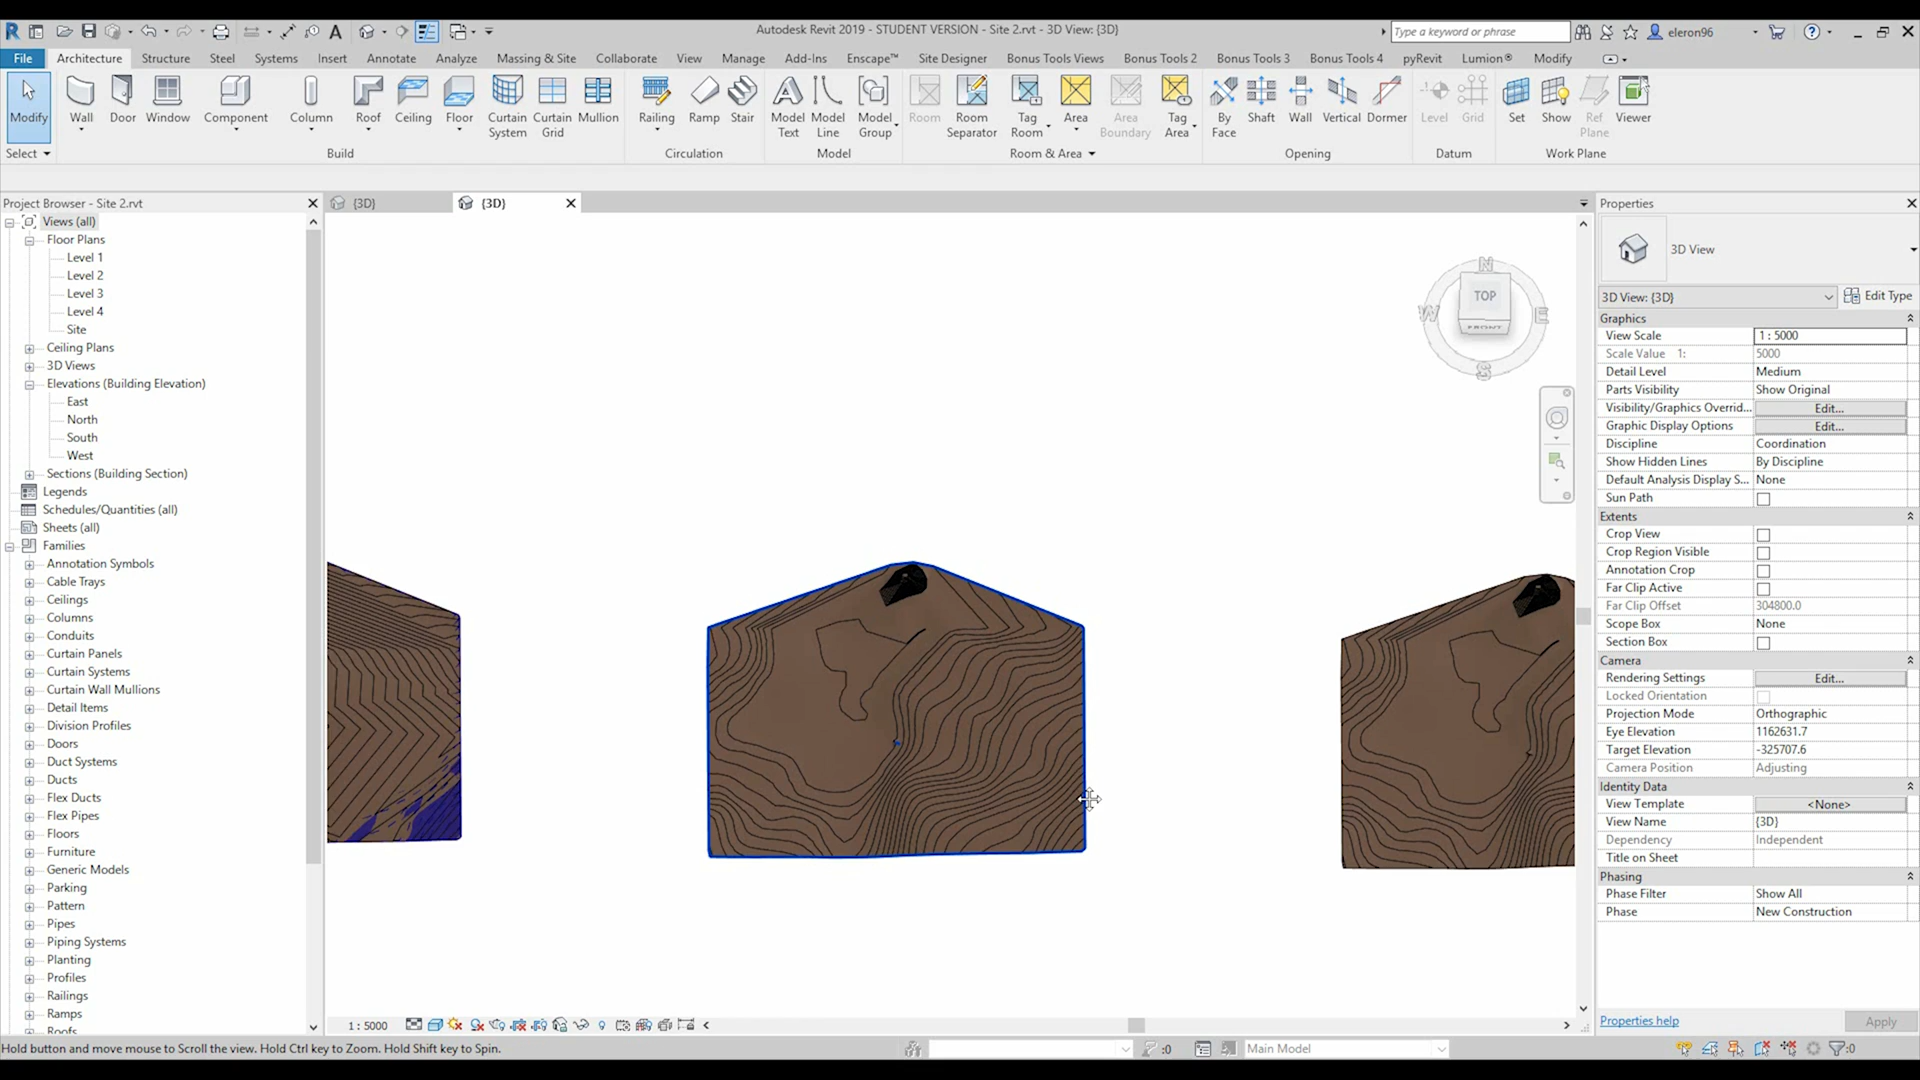 Autodesk Revit 2019 - STUDENT VERSION - Site 2.rvt - 3D View: {3D}
Type a keyword or phrase
eleron96
File Architecture Structure Steel Systems Insert Annotate Analyze Massing & Site Collaborate View Manage Add-Ins Enscape™ Site Designer Bonus Tools Views Bonus Tools 2 Bonus Tools 3 Bonus Tools 4 pyRevit Lumion® Modify
Modify Wall Door Window Component Column Roof Ceiling Floor Curtain System Curtain Grid Mullion Railing Ramp Stair Model Text Model Line Model Group Room Room Separator Tag Room Area Area Boundary Tag Area By Face Shaft Wall Vertical Dormer Level Grid Set Show Ref Plane Viewer
Select Build Circulation Model Room & Area Opening Datum Work Plane
Project Browser - Site 2.rvt
{3D} {3D}
Properties
Views (all)
Floor Plans
Level 1
Level 2
Level 3
Level 4
Site
Ceiling Plans
3D Views
Elevations (Building Elevation)
East
North
South
West
Sections (Building Section)
Legends
Schedules/Quantities (all)
Sheets (all)
Families
Annotation Symbols
Cable Trays
Ceilings
Columns
Conduits
Curtain Panels
Curtain Systems
Curtain Wall Mullions
Detail Items
Division Profiles
Doors
Duct Systems
Ducts
Flex Ducts
Flex Pipes
Floors
Furniture
Generic Models
Parking
Pattern
Pipes
Piping Systems
Planting
Profiles
Railings
Ramps
Roofs
N
W
E
S
TOP
FRONT
3D View
3D View: {3D} Edit Type
Graphics
View Scale 1 : 5000
Scale Value 1: 5000
Detail Level Medium
Parts Visibility Show Original
Visibility/Graphics Overrid... Edit...
Graphic Display Options Edit...
Discipline Coordination
Show Hidden Lines By Discipline
Default Analysis Display S... None
Sun Path
Extents
Crop View
Crop Region Visible
Annotation Crop
Far Clip Active
Far Clip Offset 304800.0
Scope Box None
Section Box
Camera
Rendering Settings Edit...
Locked Orientation
Projection Mode Orthographic
Eye Elevation 1162631.7
Target Elevation -325707.6
Camera Position Adjusting
Identity Data
View Template <None>
View Name {3D}
Dependency Independent
Title on Sheet
Phasing
Phase Filter Show All
Phase New Construction
Properties help Apply
1 : 5000
Hold button and move mouse to Scroll the view. Hold Ctrl key to Zoom. Hold Shift key to Spin.
:0
Main Model
:0